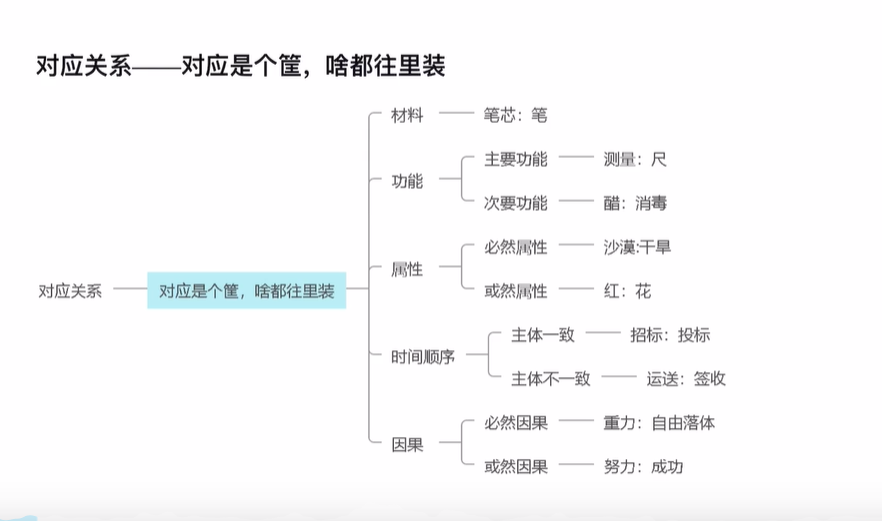 对应关系——对应是个筐，啥都往里装
材料 笔芯：笔
功能 主要功能 测量：尺
次要功能 醋：消毒
属性 必然属性 沙漠:干旱
或然属性 红：花
对应关系 对应是个筐，啥都往里装
时间顺序 主体一致 招标：投标
主体不一致 运送：签收
因果 必然因果 重力：自由落体
或然因果 努力：成功